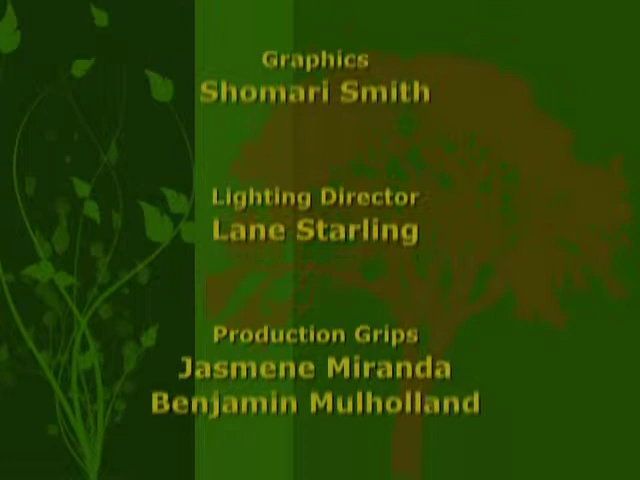 Graphics
Shomari Smith
Lighting Director
Lane Starling
Production Grips
Jasmene Miranda
Benjamin Mulholland